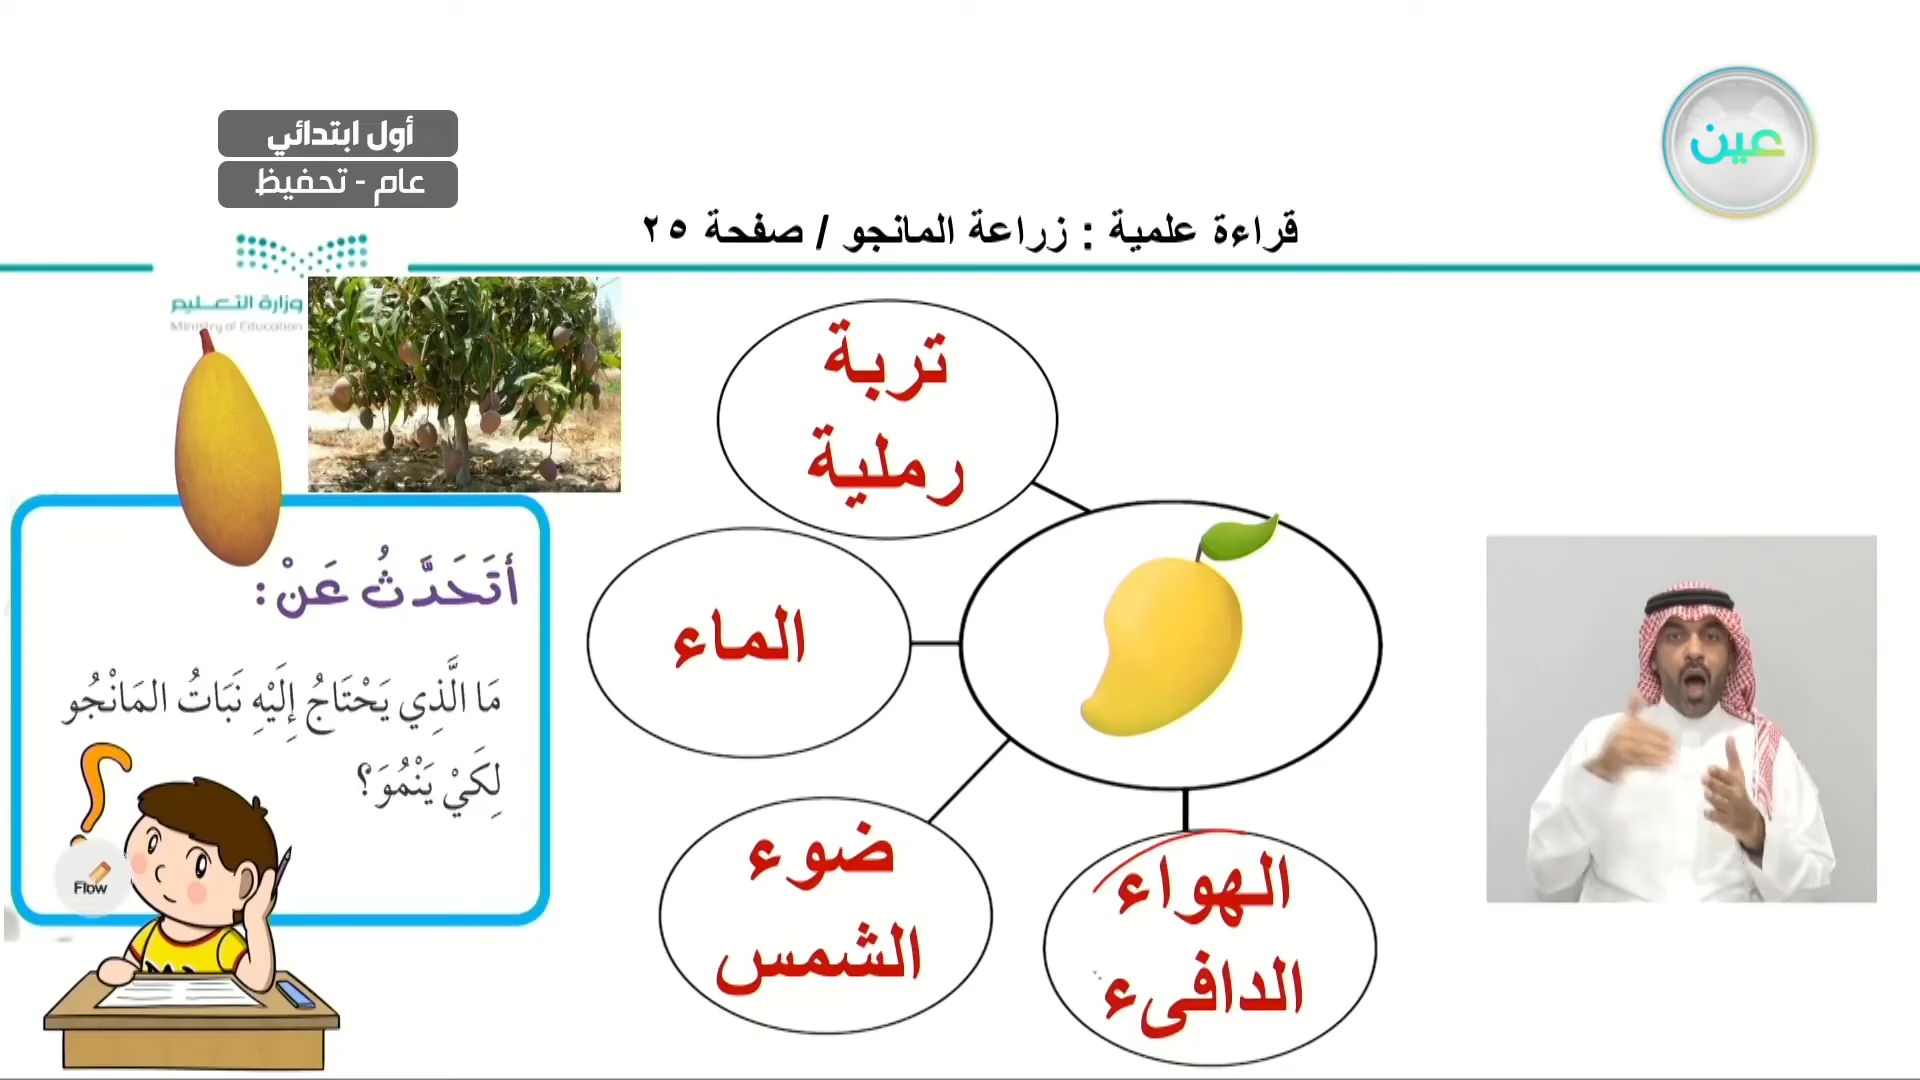 أول ابتدائي
عام - تحفيظ
عين
قراءة علمية : زراعة المانجو / صفحة ٢٥
وزارة التعليم
Ministry of Education
تربة
رملية
الماء
ضوء
الشمس
الهواء
الدافىء
أَتَحَدَّثُ عَنْ:
مَا الَّذِي يَحْتَاجُ إِلَيْهِ نَبَاتُ المَانْجُو
لِكَيْ يَنْمُوَ؟
Flow